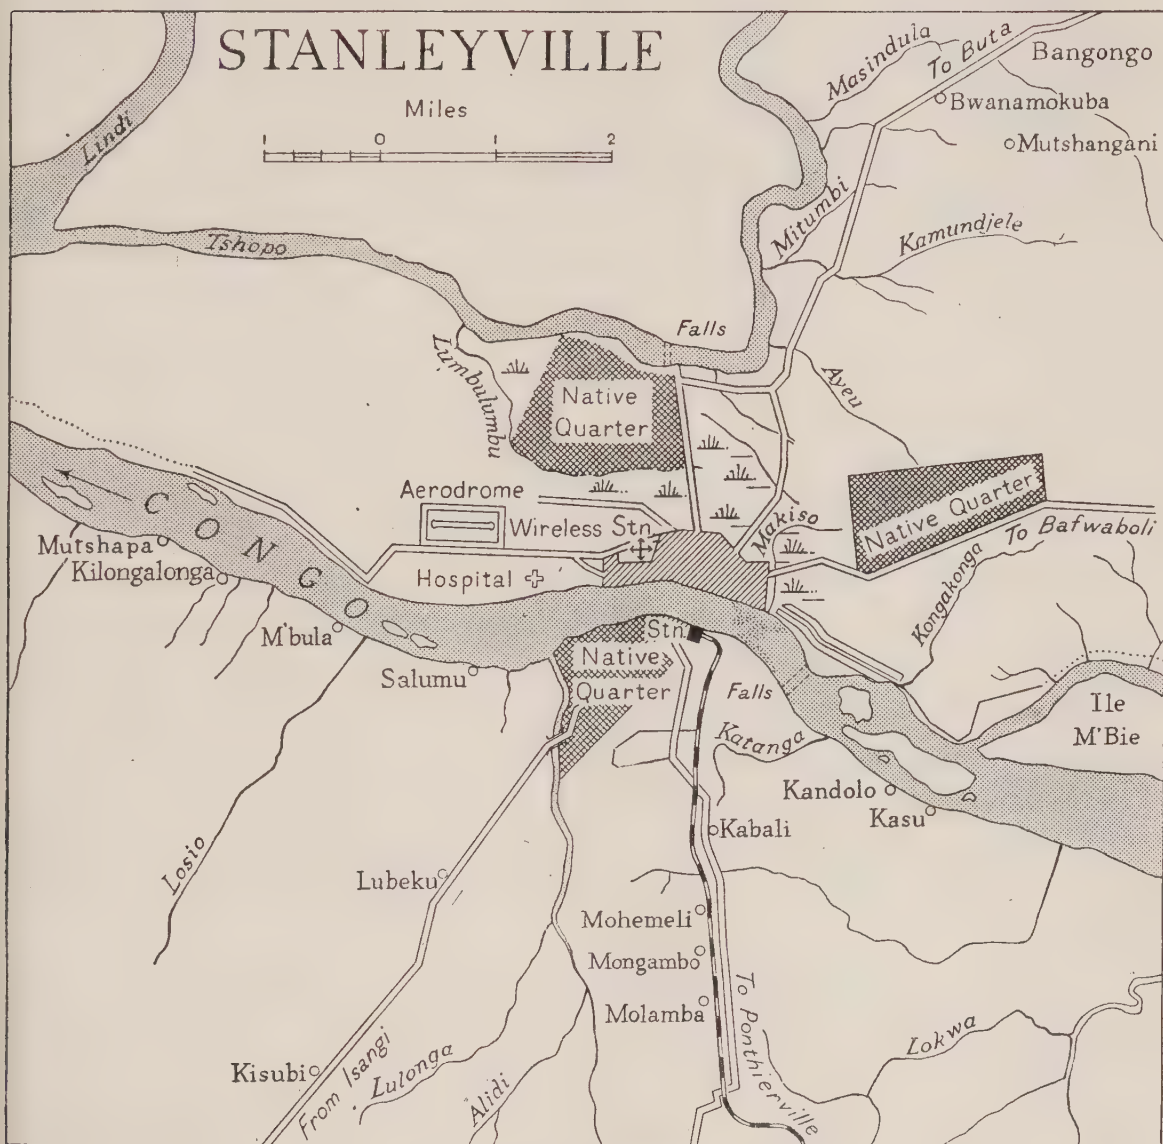 STANLEYVILLE
Miles
1 0 1 2
Lindi
Masindula
To Buta
Bangongo
Bwanamokuba
Mutshangani
Mitumbi
Kamundjele
Tshopo
Falls
Lumbulumbu
Native
Quarter
Ayeu
Aerodrome
Wireless Stn
Makiso
Native Quarter
To Bafwaboli
CONGO
Mutshapa
Kilongalonga
Hospital
Kongakonga
M'bula
Stn
Salumu
Native
Quarter
Falls
Ile
M'Bie
Katanga
Kandolo
Kasu
Kabali
Losio
Lubeku
Mohemeli
Mongambo
Molamba
To Ponthierville
Lokwa
Kisubi
From Isangi
Lulonga
Alidi